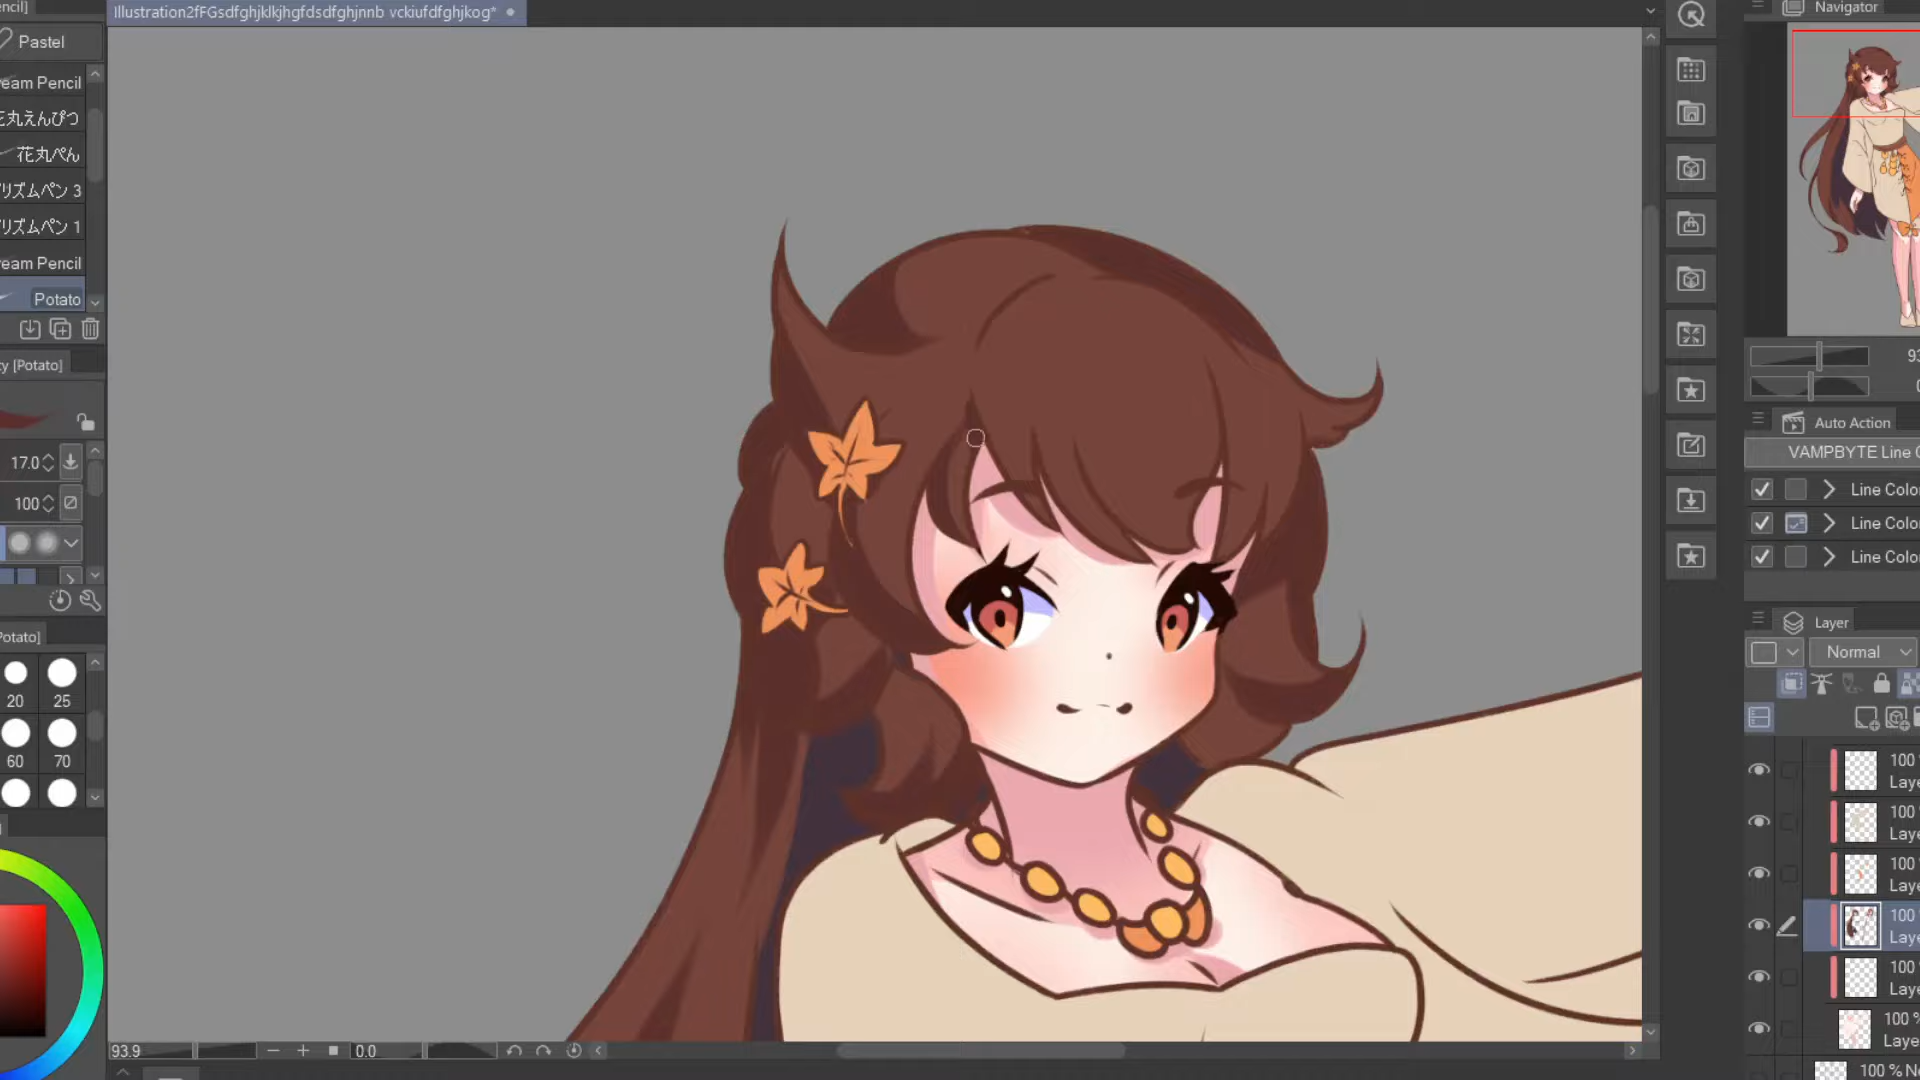 ncil]
Illustration2fFGsdfghjklkjhgfdsdfghjnnb vckiufdfghjkog*
Pastel
eam Pencil
花丸えんぴつ
花丸ぺん
リズムペン 3
リズムペン 1
eam Pencil
Potato
y [Potato]
17.0
100
Potato]
20 25
60 70
93.9
0.0
Navigator
93
Auto Action
VAMPBYTE Line C
Line Colo
Line Colo
Line Colo
Layer
Normal
100
Laye
100
Laye
100
Laye
100
Laye
100
Laye
100 %
Laye
100 % No